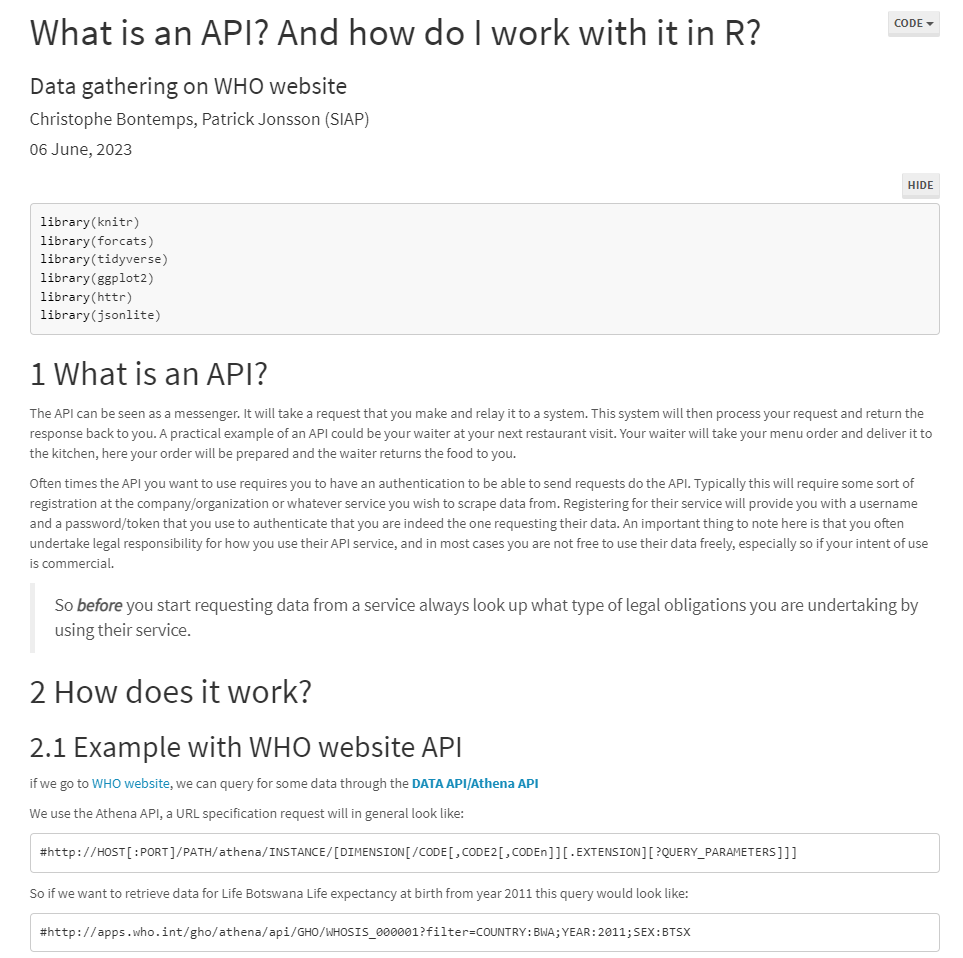 What is an API? And how do I work with it in R?
CODE
Data gathering on WHO website
Christophe Bontemps, Patrick Jonsson (SIAP)
06 June, 2023
HIDE
library(knitr)
library(forcats)
library(tidyverse)
library(ggplot2)
library(httr)
library(jsonlite)
1 What is an API?
The API can be seen as a messenger. It will take a request that you make and relay it to a system. This system will then process your request and return the
response back to you. A practical example of an API could be your waiter at your next restaurant visit. Your waiter will take your menu order and deliver it to
the kitchen, here your order will be prepared and the waiter returns the food to you.
Often times the API you want to use requires you to have an authentication to be able to send requests do the API. Typically this will require some sort of
registration at the company/organization or whatever service you wish to scrape data from. Registering for their service will provide you with a username
and a password/token that you use to authenticate that you are indeed the one requesting their data. An important thing to note here is that you often
undertake legal responsibility for how you use their API service, and in most cases you are not free to use their data freely, especially so if your intent of use
is commercial.
So before you start requesting data from a service always look up what type of legal obligations you are undertaking by
using their service.
2 How does it work?
2.1 Example with WHO website API
if we go to WHO website, we can query for some data through the DATA API/Athena API
We use the Athena API, a URL specification request will in general look like:
#http://HOST[:PORT]/PATH/athena/INSTANCE/[DIMENSION[/CODE[,CODE2[,CODEn]][.EXTENSION][?QUERY_PARAMETERS]]]
So if we want to retrieve data for Life Botswana Life expectancy at birth from year 2011 this query would look like:
#http://apps.who.int/gho/athena/api/GHO/WHOSIS_000001?filter=COUNTRY:BWA;YEAR:2011;SEX:BTSX